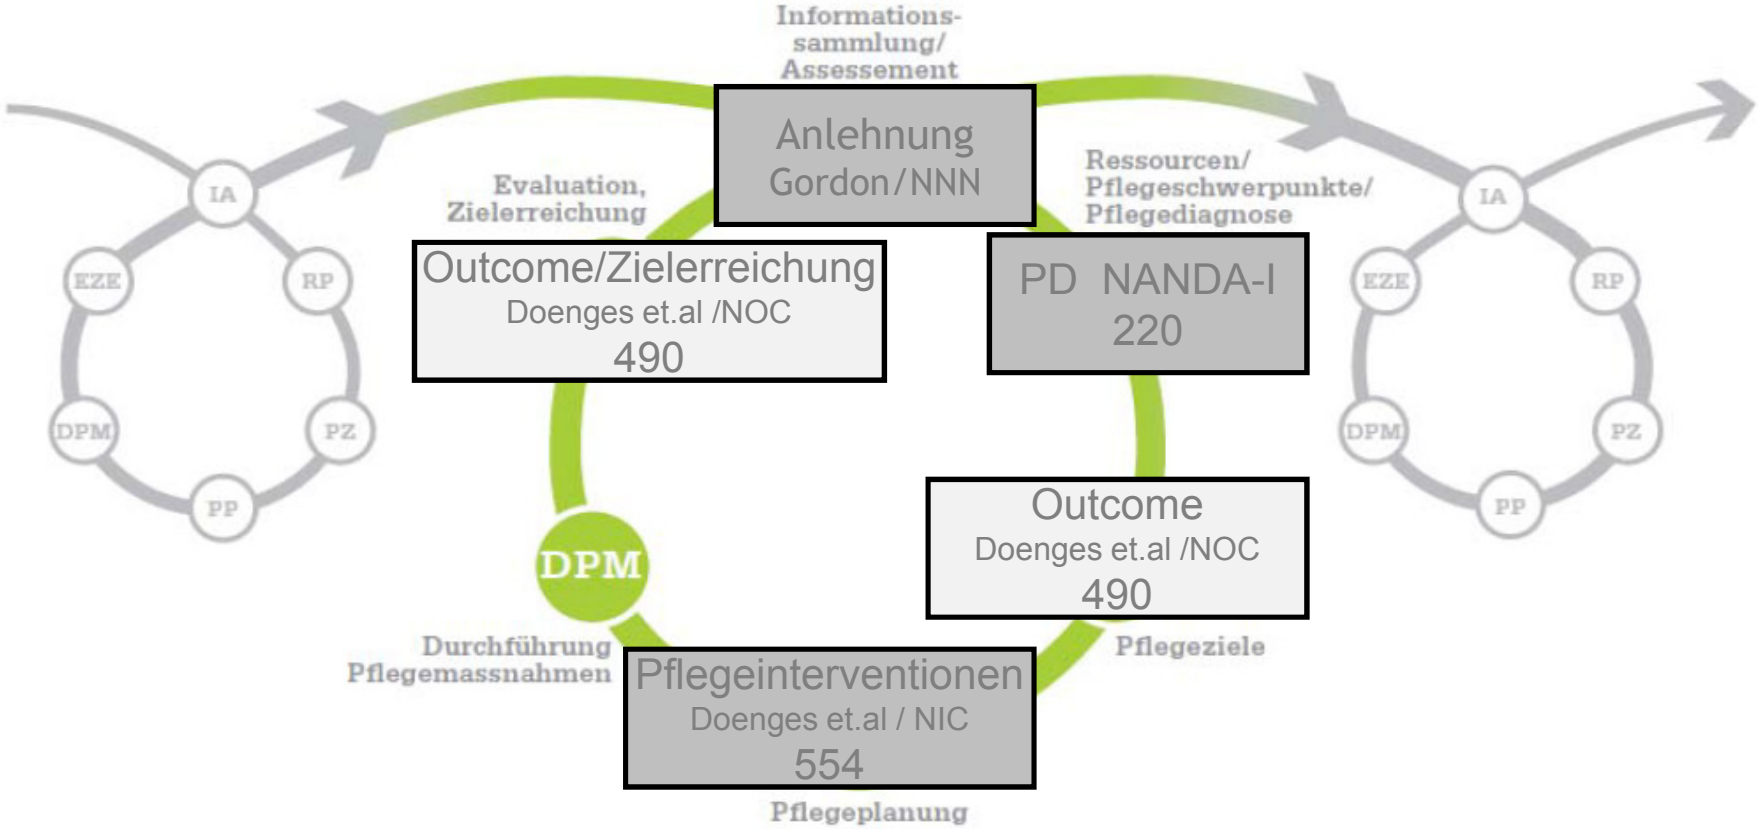 Informations-
sammlung/
Assessement
Anlehnung
Gordon/NNN
Evaluation,
Zielerreichung
Ressourcen/
Pflegeschwerpunkte/
Pflegediagnose
Outcome/Zielerreichung
Doenges et.al /NOC
490
PD NANDA-I
220
Outcome
Doenges et.al /NOC
490
Pflegeziele
DPM
Durchführung
Pflegemassnahmen
Pflegeinterventionen
Doenges et.al / NIC
554
Pflegeplanung
IA
EZE
RP
DPM
PZ
PP
IA
EZE
RP
DPM
PZ
PP